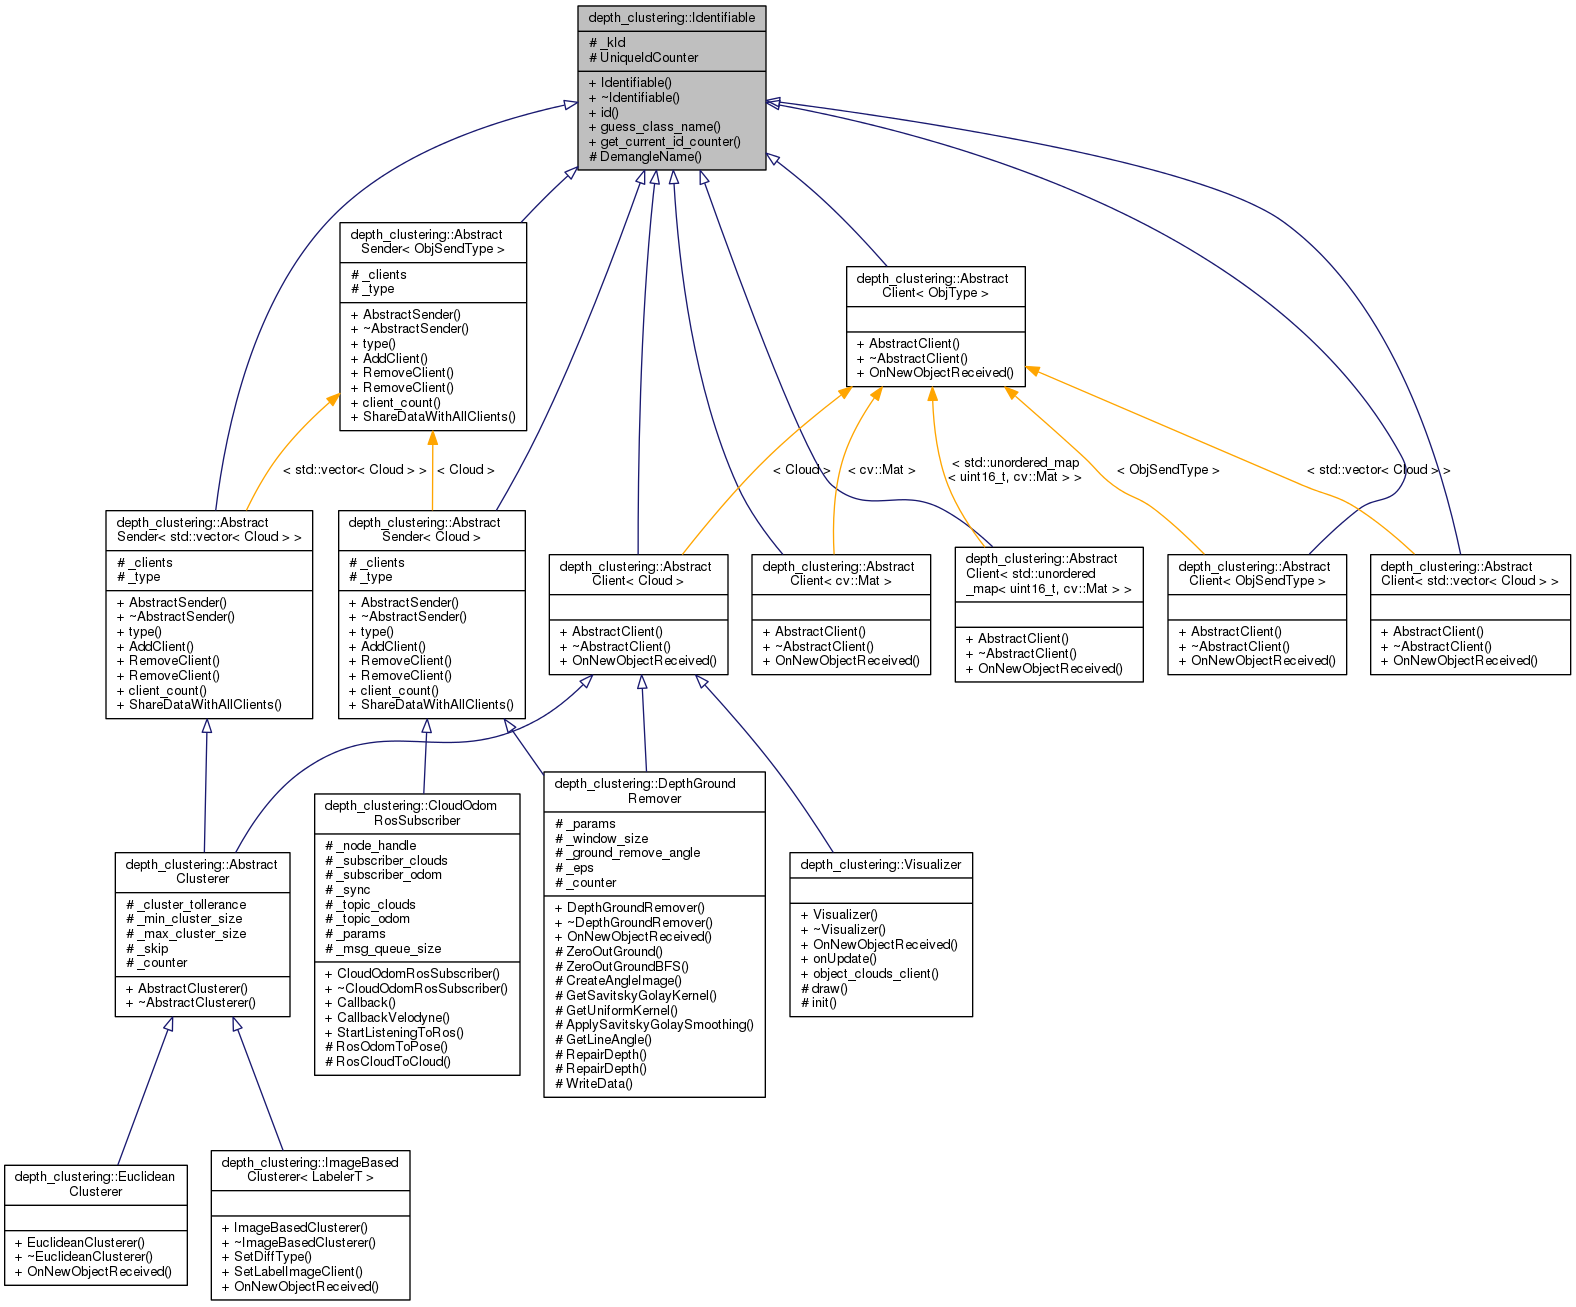 depth_clustering::Identifiable
# _kId
# UniqueIdCounter
+ Identifiable()
+ ~Identifiable()
+ id()
+ guess_class_name()
+ get_current_id_counter()
# DemangleName()
depth_clustering::Abstract
Sender< ObjSendType >
# _clients
# _type
+ AbstractSender()
+ ~AbstractSender()
+ type()
+ AddClient()
+ RemoveClient()
+ RemoveClient()
+ client_count()
+ ShareDataWithAllClients()
depth_clustering::Abstract
Client< ObjType >
+ AbstractClient()
+ ~AbstractClient()
+ OnNewObjectReceived()
< std::vector< Cloud > >
< Cloud >
< Cloud >
< cv::Mat >
< std::unordered_map
< uint16_t, cv::Mat > >
< ObjSendType >
< std::vector< Cloud > >
depth_clustering::Abstract
Sender< std::vector< Cloud > >
# _clients
# _type
+ AbstractSender()
+ ~AbstractSender()
+ type()
+ AddClient()
+ RemoveClient()
+ RemoveClient()
+ client_count()
+ ShareDataWithAllClients()
depth_clustering::Abstract
Sender< Cloud >
# _clients
# _type
+ AbstractSender()
+ ~AbstractSender()
+ type()
+ AddClient()
+ RemoveClient()
+ RemoveClient()
+ client_count()
+ ShareDataWithAllClients()
depth_clustering::Abstract
Client< Cloud >
+ AbstractClient()
+ ~AbstractClient()
+ OnNewObjectReceived()
depth_clustering::Abstract
Client< cv::Mat >
+ AbstractClient()
+ ~AbstractClient()
+ OnNewObjectReceived()
depth_clustering::Abstract
Client< std::unordered
_map< uint16_t, cv::Mat > >
+ AbstractClient()
+ ~AbstractClient()
+ OnNewObjectReceived()
depth_clustering::Abstract
Client< ObjSendType >
+ AbstractClient()
+ ~AbstractClient()
+ OnNewObjectReceived()
depth_clustering::Abstract
Client< std::vector< Cloud > >
+ AbstractClient()
+ ~AbstractClient()
+ OnNewObjectReceived()
depth_clustering::Abstract
Clusterer
# _cluster_tollerance
# _min_cluster_size
# _max_cluster_size
# _skip
# _counter
+ AbstractClusterer()
+ ~AbstractClusterer()
depth_clustering::CloudOdom
RosSubscriber
# _node_handle
# _subscriber_clouds
# _subscriber_odom
# _sync
# _topic_clouds
# _topic_odom
# _params
# _msg_queue_size
+ CloudOdomRosSubscriber()
+ ~CloudOdomRosSubscriber()
+ Callback()
+ CallbackVelodyne()
+ StartListeningToRos()
# RosOdomToPose()
# RosCloudToCloud()
depth_clustering::DepthGround
Remover
# _params
# _window_size
# _ground_remove_angle
# _eps
# _counter
+ DepthGroundRemover()
+ ~DepthGroundRemover()
+ OnNewObjectReceived()
# ZeroOutGround()
# ZeroOutGroundBFS()
# CreateAngleImage()
# GetSavitskyGolayKernel()
# GetUniformKernel()
# ApplySavitskyGolaySmoothing()
# GetLineAngle()
# RepairDepth()
# RepairDepth()
# WriteData()
depth_clustering::Visualizer
+ Visualizer()
+ ~Visualizer()
+ OnNewObjectReceived()
+ onUpdate()
+ object_clouds_client()
# draw()
# init()
depth_clustering::Euclidean
Clusterer
+ EuclideanClusterer()
+ ~EuclideanClusterer()
+ OnNewObjectReceived()
depth_clustering::ImageBased
Clusterer< LabelerT >
+ ImageBasedClusterer()
+ ~ImageBasedClusterer()
+ SetDiffType()
+ SetLabelImageClient()
+ OnNewObjectReceived()